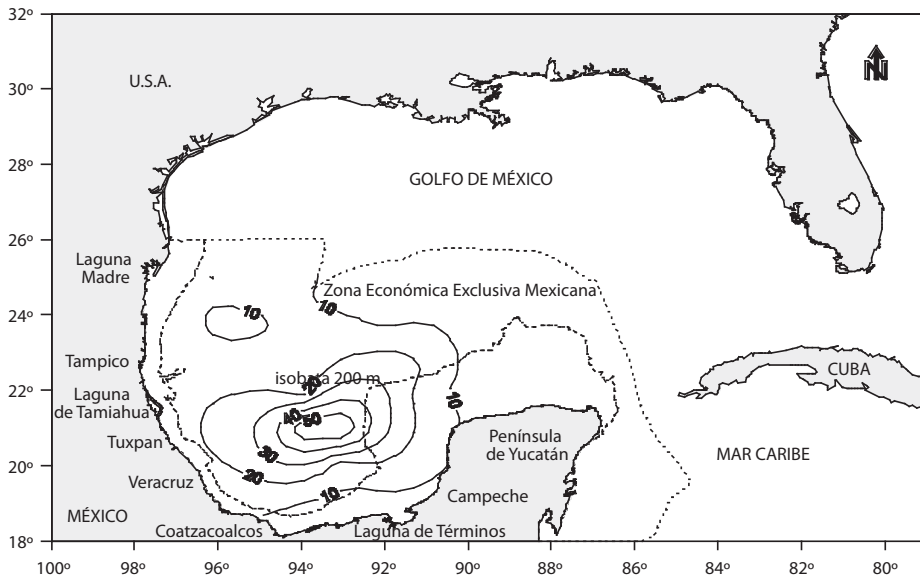 32º
U.S.A.
N
30º
28º
GOLFO DE MÉXICO
26º
Laguna
Madre
Zona Económica Exclusiva Mexicana
10
10
24º
Tampico
isobata 200 m
20
CUBA
22º
Laguna
de Tamiahua
40
50
10
Tuxpan
30
Península
de Yucatán
MAR CARIBE
20º
20
Veracruz
10
Campeche
MÉXICO
Coatzacoalcos
Laguna de Términos
18º
100º
98º
96º
94º
92º
90º
88º
86º
84º
82º
80º